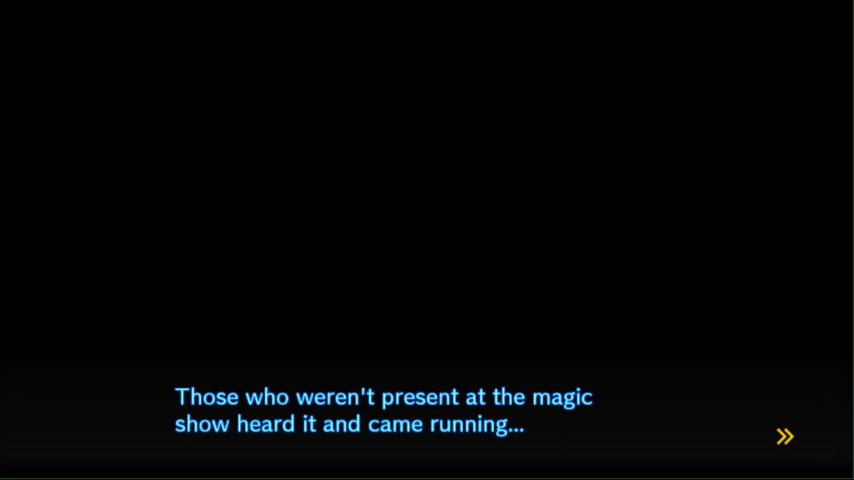 Those who weren't present at the magic
show heard it and came running...